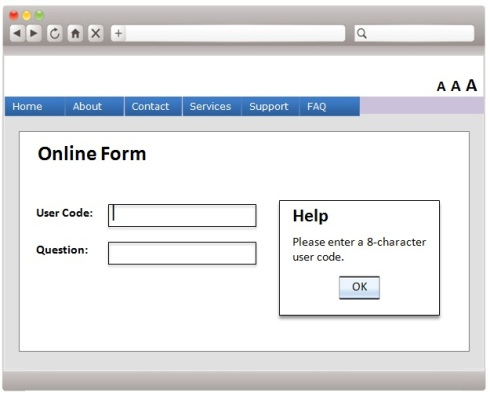 A A A
Home About Contact Services Support FAQ
Online Form
User Code:
Question:
Help
Please enter a 8-character
user code.
OK